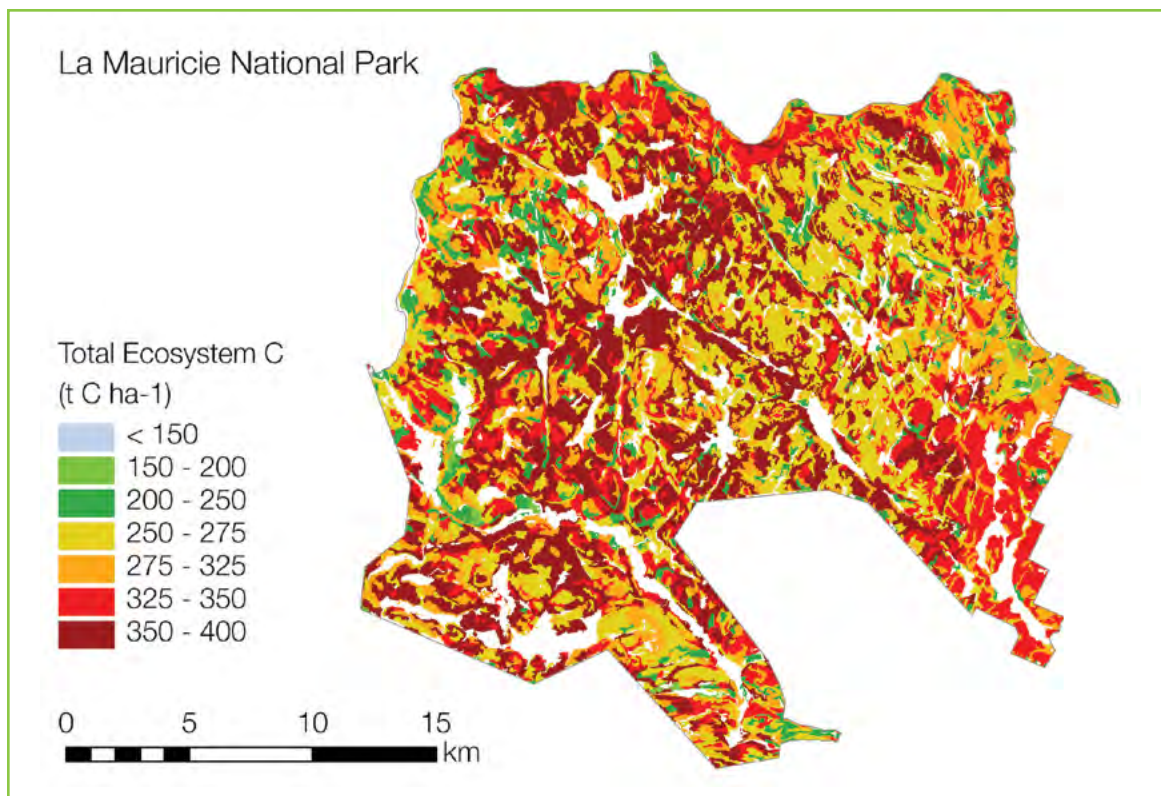 La Mauricie National Park
Total Ecosystem C
(t C ha-1)
< 150
150 - 200
200 - 250
250 - 275
275 - 325
325 - 350
350 - 400
0 5 10 15
km